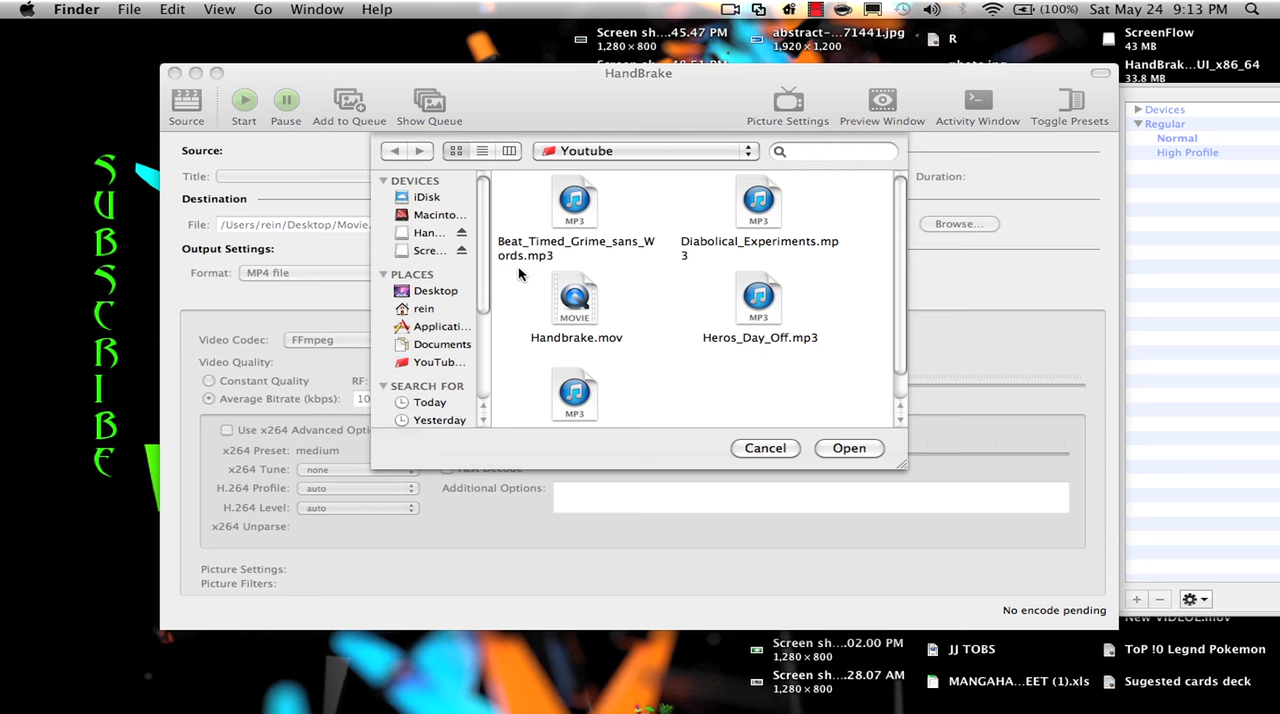 Finder File Edit View Go Window Help (100%) Sat May 24 9:13 PM
Screen sh....45.47 PM
1,280 × 800
abstract-...71441.jpg
1,920 × 1,200
R
ScreenFlow
43 MB
HandBrak...UI_x86_64
33.8 MB
SUBSCRIBE
HandBrake
Source Start Pause Add to Queue Show Queue Picture Settings Preview Window Activity Window Toggle Presets
Source:
Title:
Duration:
Destination
File: /Users/rein/Desktop/Movie.
Browse...
Output Settings:
Format: MP4 file
Video Codec: FFmpeg
Video Quality:
Constant Quality RF:
Average Bitrate (kbps): 10
Use x264 Advanced Opti
x264 Preset: medium
x264 Tune: none
H.264 Profile: auto
Additional Options:
H.264 Level: auto
x264 Unparse:
Picture Settings:
Picture Filters:
No encode pending
Youtube
DEVICES
iDisk
Macinto...
Han...
Scre...
PLACES
Desktop
rein
Applicati...
Documents
YouTub...
SEARCH FOR
Today
Yesterday
MP3
Beat_Timed_Grime_sans_W
ords.mp3
MP3
Diabolical_Experiments.mp
3
MOVIE
Handbrake.mov
MP3
Heros_Day_Off.mp3
MP3
Cancel Open
Devices
Regular
Normal
High Profile
Screen sh...02.00 PM
1,280 × 800
JJ TOBS
ToP !0 Legnd Pokemon
Screen sh...28.07 AM
1,280 × 800
MANGAHA...EET (1).xls
Sugested cards deck